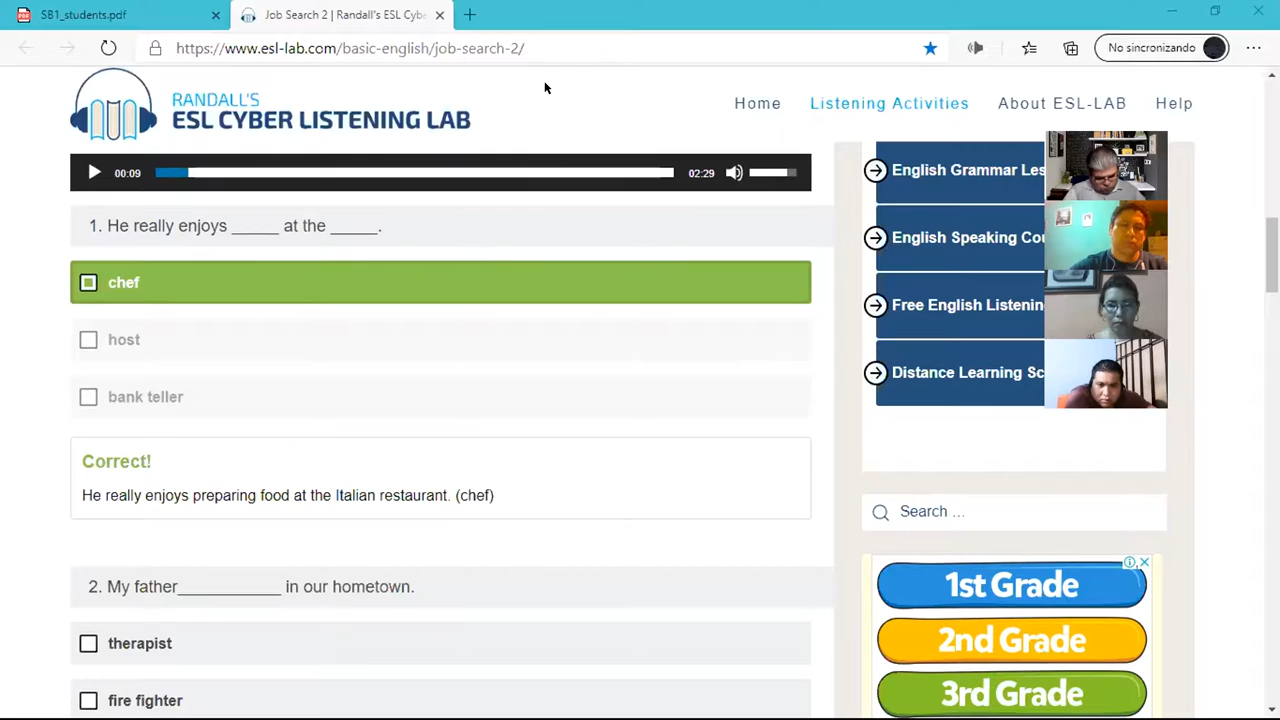 SB1_students.pdf
Job Search 2 | Randall's ESL Cybe
https://www.esl-lab.com/basic-english/job-search-2/
No sincronizando
RANDALL'S
ESL CYBER LISTENING LAB
Home
Listening Activities
About ESL-LAB
Help
00:09
02:29
1. He really enjoys _____ at the _____.
chef
host
bank teller
Correct!
He really enjoys preparing food at the Italian restaurant. (chef)
2. My father___________ in our hometown.
therapist
fire fighter
English Grammar Les
English Speaking Cou
Free English Listenin
Distance Learning Sc
Search …
1st Grade
2nd Grade
3rd Grade